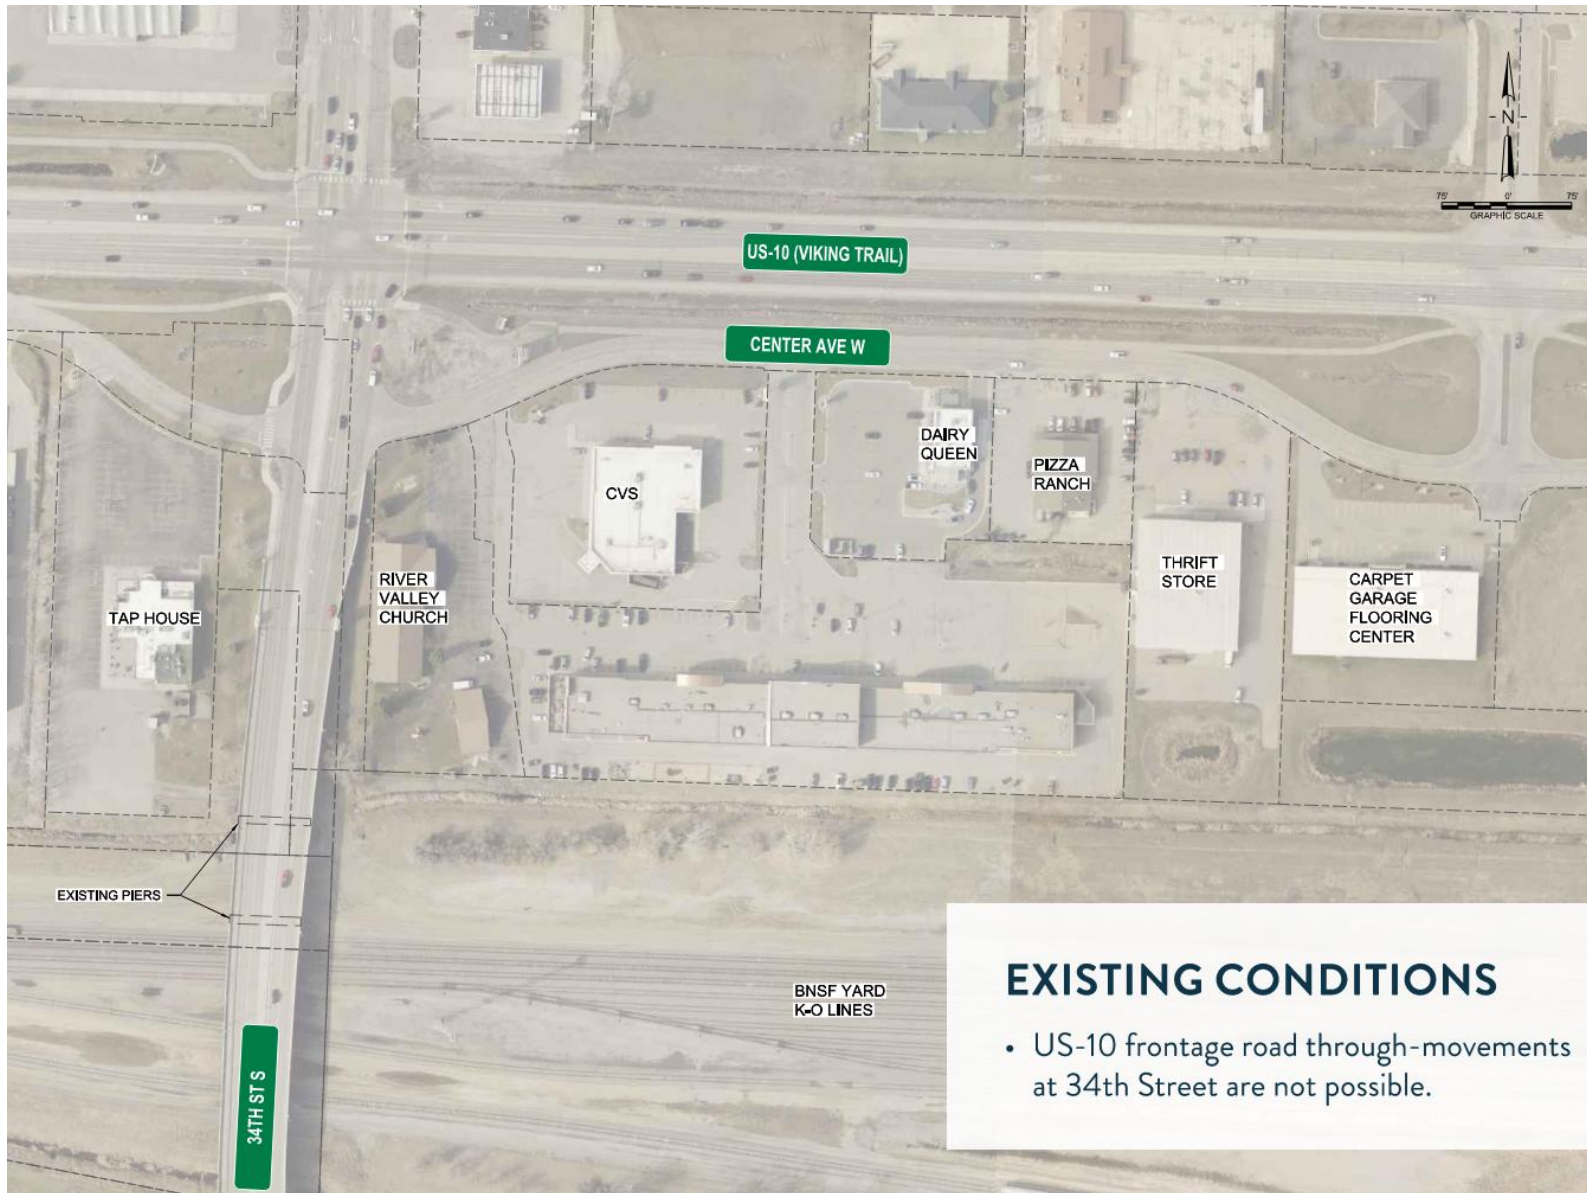 N
75' 0' 75'
GRAPHIC SCALE
US-10 (VIKING TRAIL)
CENTER AVE W
DAIRY
QUEEN
PIZZA
RANCH
CVS
THRIFT
STORE
RIVER
VALLEY
CHURCH
CARPET
GARAGE
FLOORING
CENTER
TAP HOUSE
EXISTING PIERS
BNSF YARD
K-O LINES
34TH ST S
EXISTING CONDITIONS
• US-10 frontage road through-movements
at 34th Street are not possible.